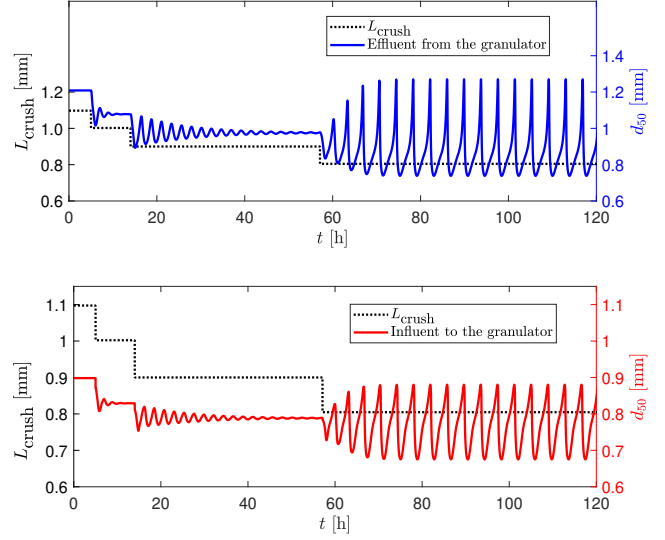 L_crush
Effluent from the granulator
1.4
1.2
1
0.8
0.6
d_50 [mm]
1.2
1.0
0.8
0.6
L_crush [mm]
0 20 40 60 80 100 120
t [h]
L_crush
Influent to the granulator
1.1
1
0.9
0.8
0.7
0.6
L_crush [mm]
1.1
1
0.9
0.8
0.7
0.6
d_50 [mm]
0 20 40 60 80 100 120
t [h]